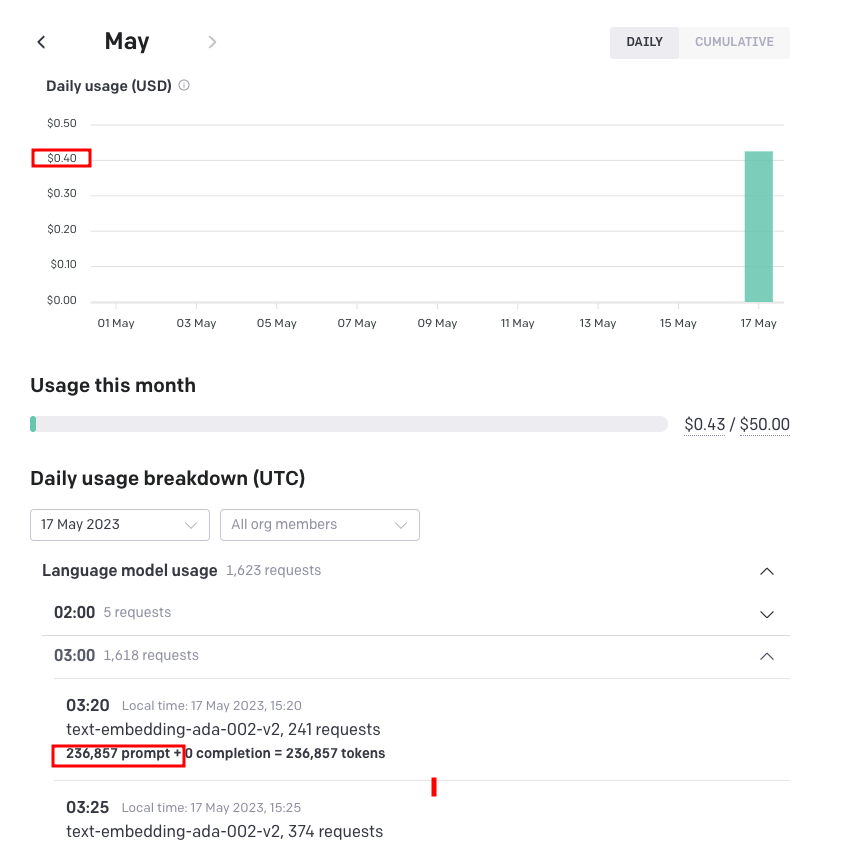 May
DAILY CUMULATIVE
Daily usage (USD)
$0.50
$0.40
$0.30
$0.20
$0.10
$0.00
01 May 03 May 05 May 07 May 09 May 11 May 13 May 15 May 17 May
Usage this month
$0.43 / $50.00
Daily usage breakdown (UTC)
17 May 2023 All org members
Language model usage 1,623 requests
02:00 5 requests
03:00 1,618 requests
03:20 Local time: 17 May 2023, 15:20
text-embedding-ada-002-v2, 241 requests
236,857 prompt + 0 completion = 236,857 tokens
03:25 Local time: 17 May 2023, 15:25
text-embedding-ada-002-v2, 374 requests